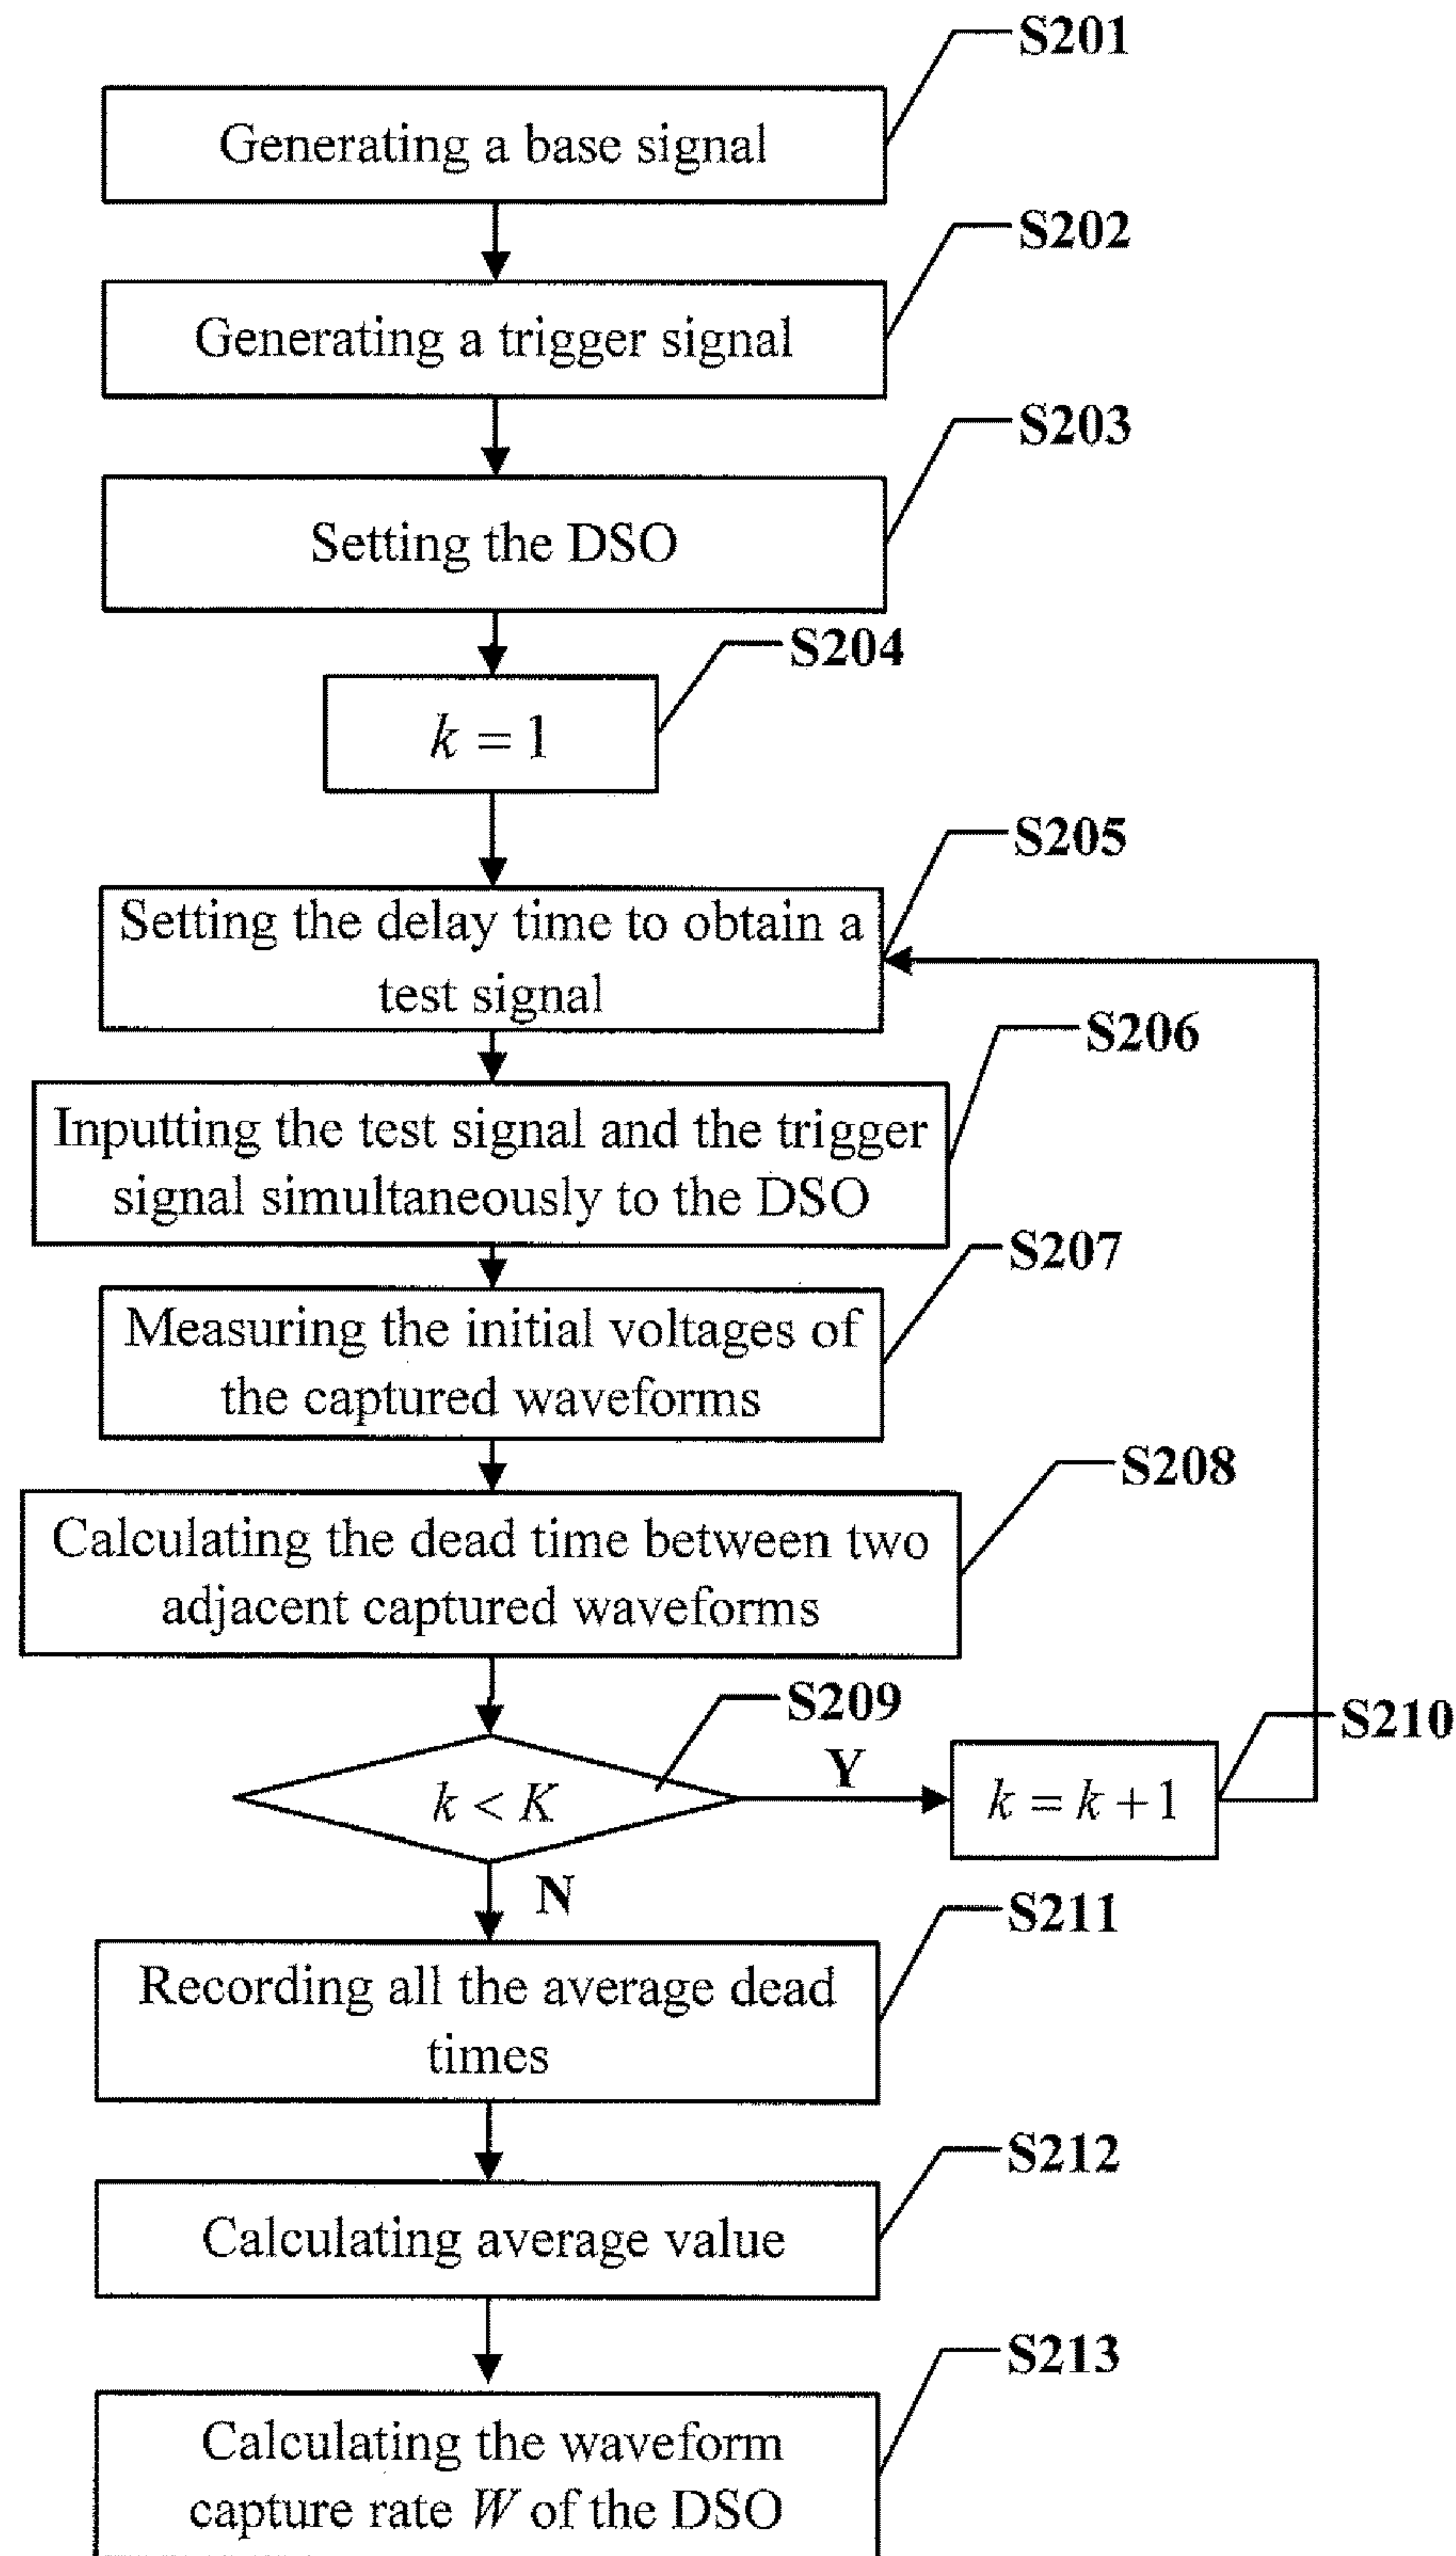 S201
Generating a base signal
S202
Generating a trigger signal
S203
Setting the DSO
S204
k = 1
S205
Setting the delay time to obtain a
test signal
S206
Inputting the test signal and the trigger
signal simultaneously to the DSO
S207
Measuring the initial voltages of
the captured waveforms
S208
Calculating the dead time between two
adjacent captured waveforms
S209
k < K
Y
S210
k = k + 1
N
S211
Recording all the average dead
times
S212
Calculating average value
S213
Calculating the waveform
capture rate W of the DSO